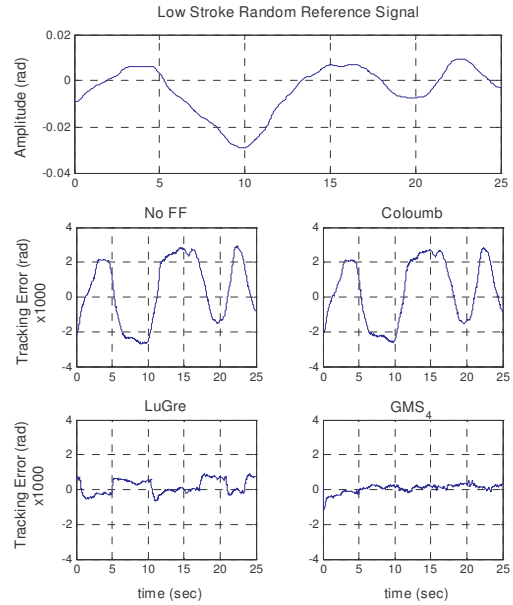 Low Stroke Random Reference Signal
Amplitude (rad)
0.02
0
-0.02
-0.04
0 5 10 15 20 25
No FF
Tracking Error (rad)
x1000
4
2
0
-2
-4
0 5 10 15 20 25
Coloumb
4
2
0
-2
-4
0 5 10 15 20 25
LuGre
Tracking Error (rad)
x1000
4
2
0
-2
-4
0 5 10 15 20 25
time (sec)
GMS4
4
2
0
-2
-4
0 5 10 15 20 25
time (sec)